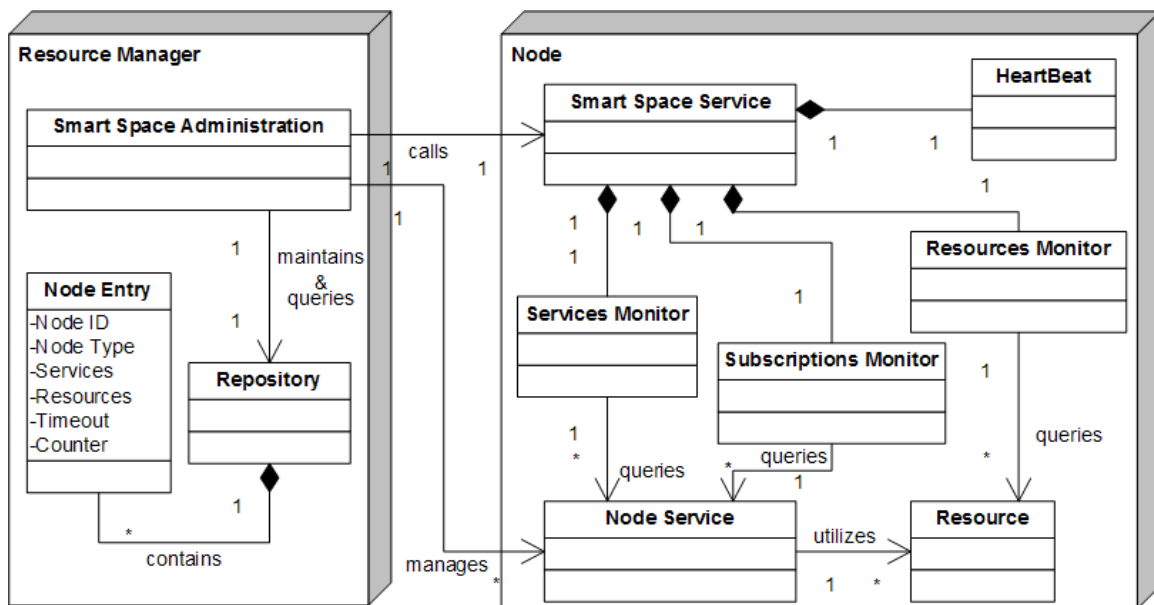 Resource Manager
Smart Space Administration
calls
1
1
1
1
1
maintains
&
queries
1
Node Entry
-Node ID
-Node Type
-Services
-Resources
-Timeout
-Counter
Repository
1
*
contains
manages
*
Node
Smart Space Service
HeartBeat
1
1
1
1
1
1
1
Services Monitor
1
Subscriptions Monitor
Resources Monitor
1
*
queries
*
queries
1
1
queries
*
Node Service
utilizes
1
*
Resource